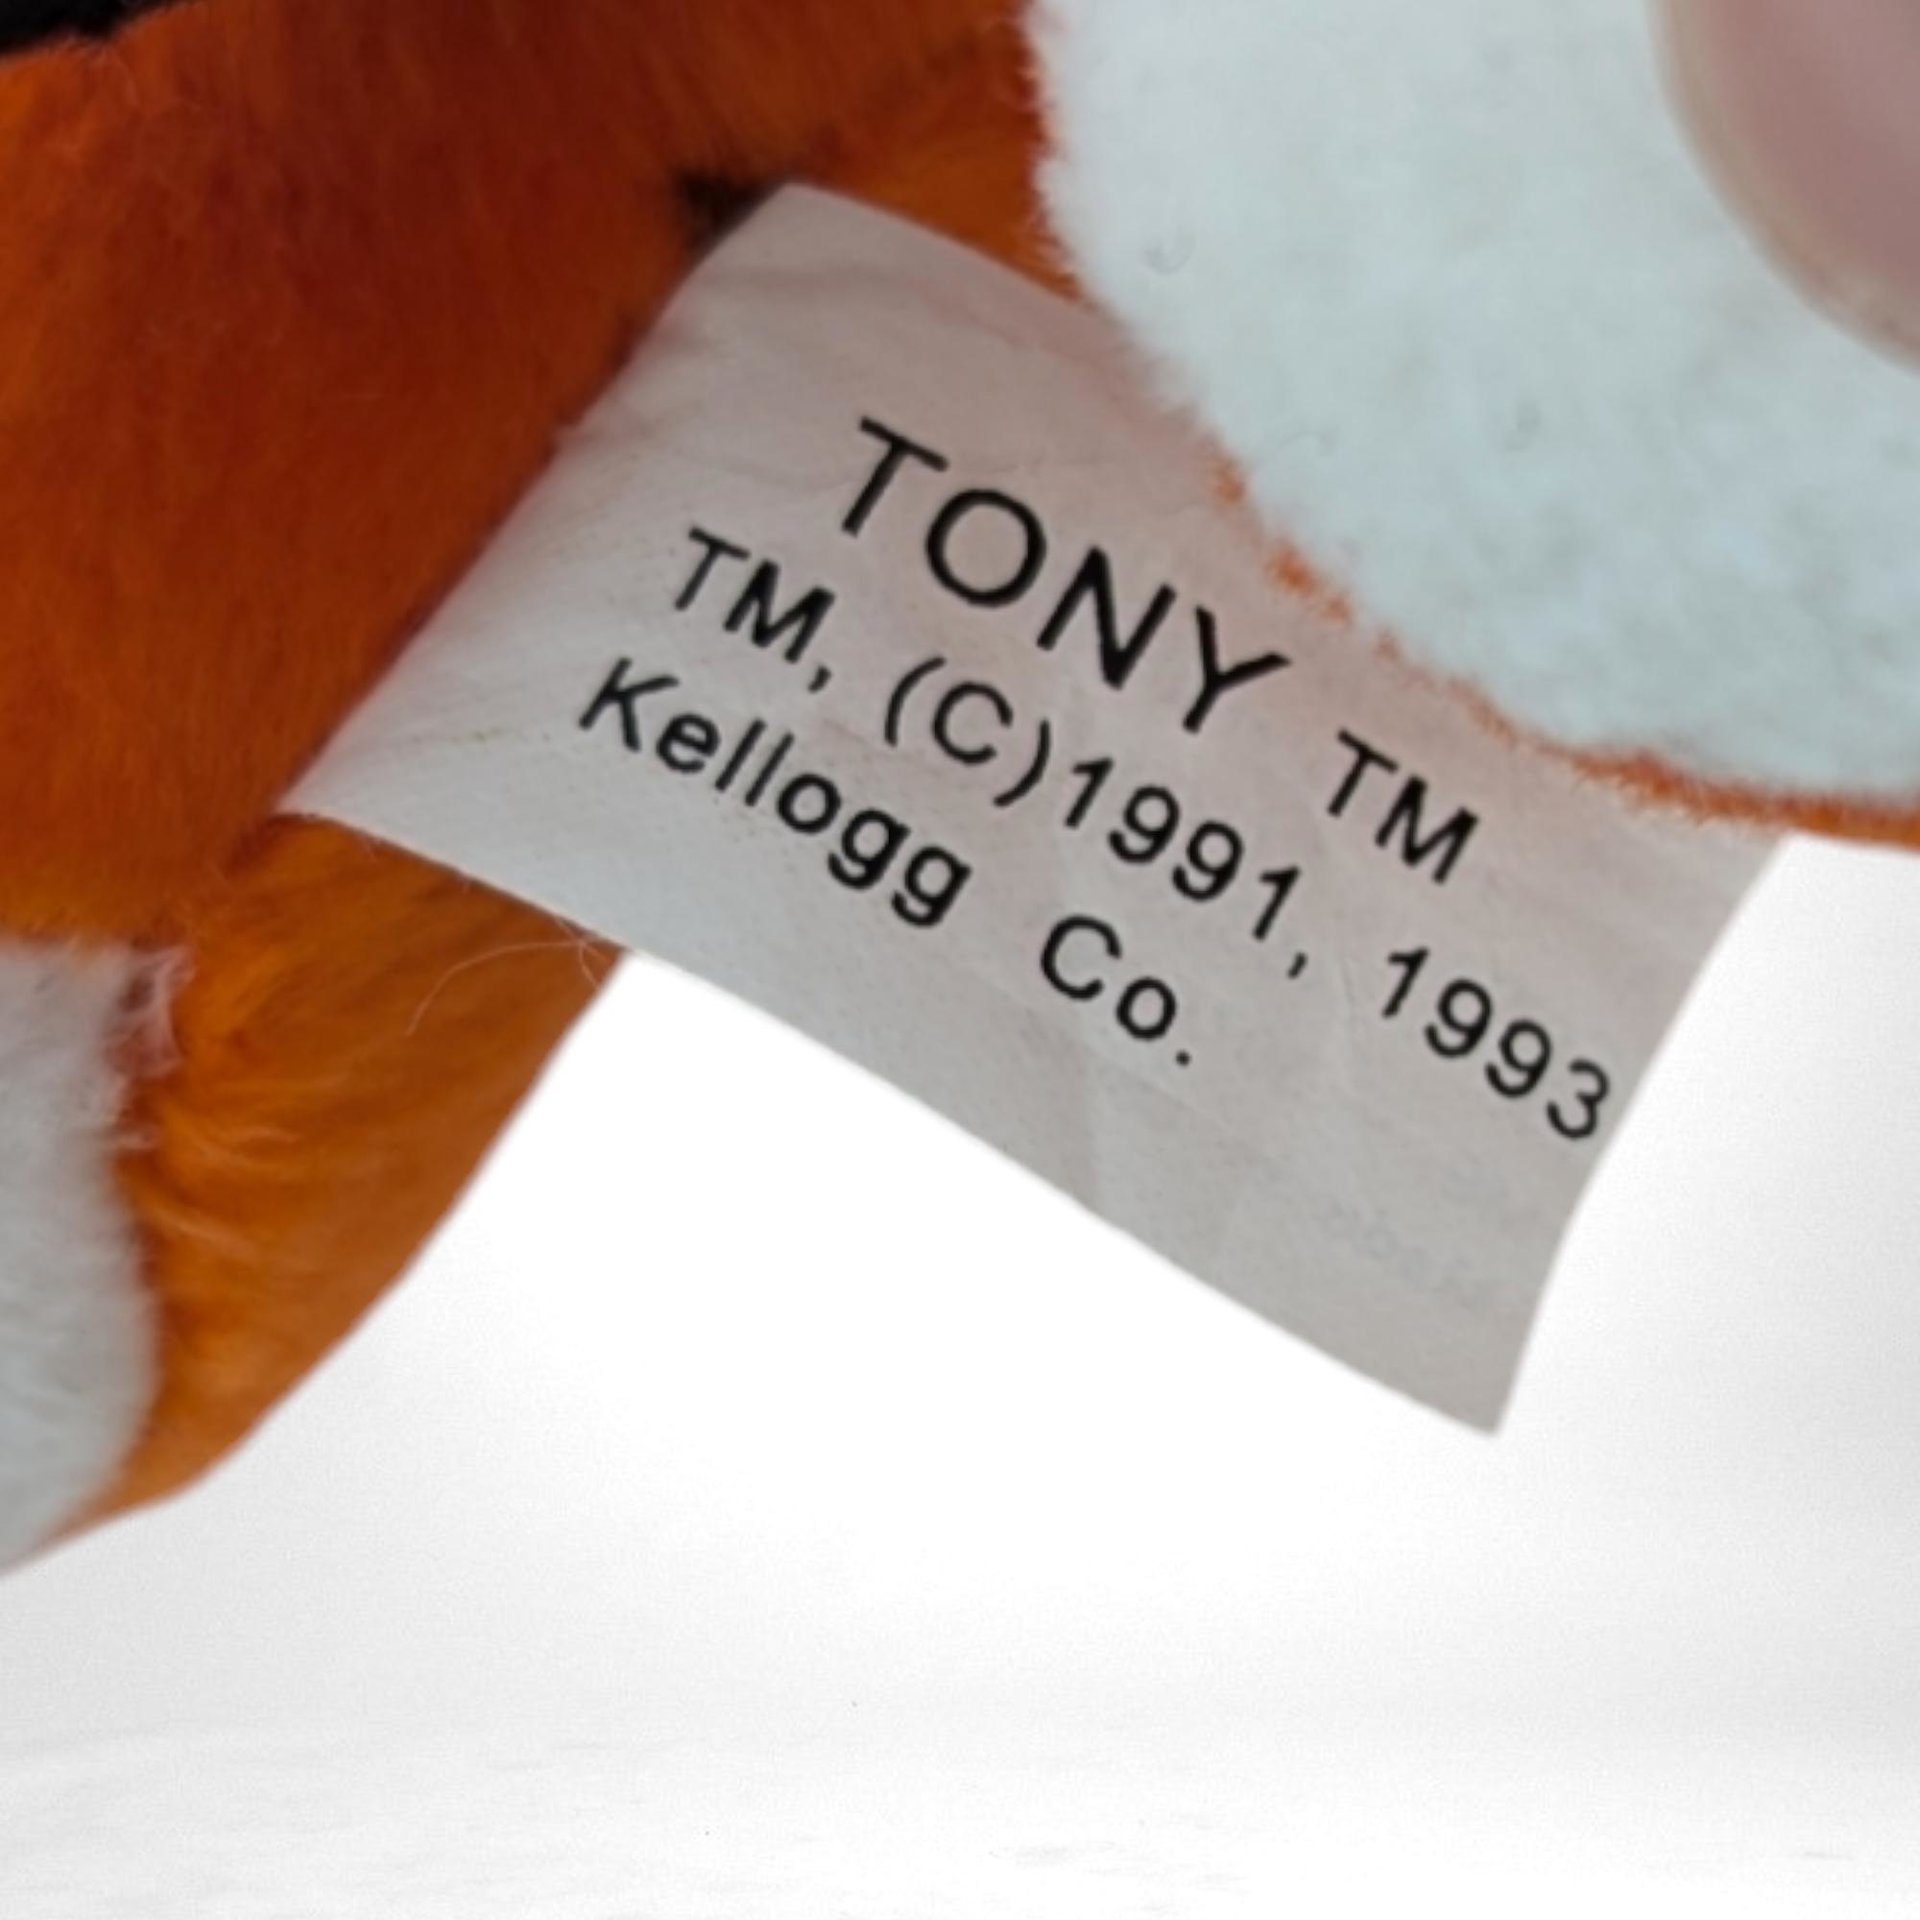 TONY TM
TM, (C)1991, 1993
Kellogg Co.